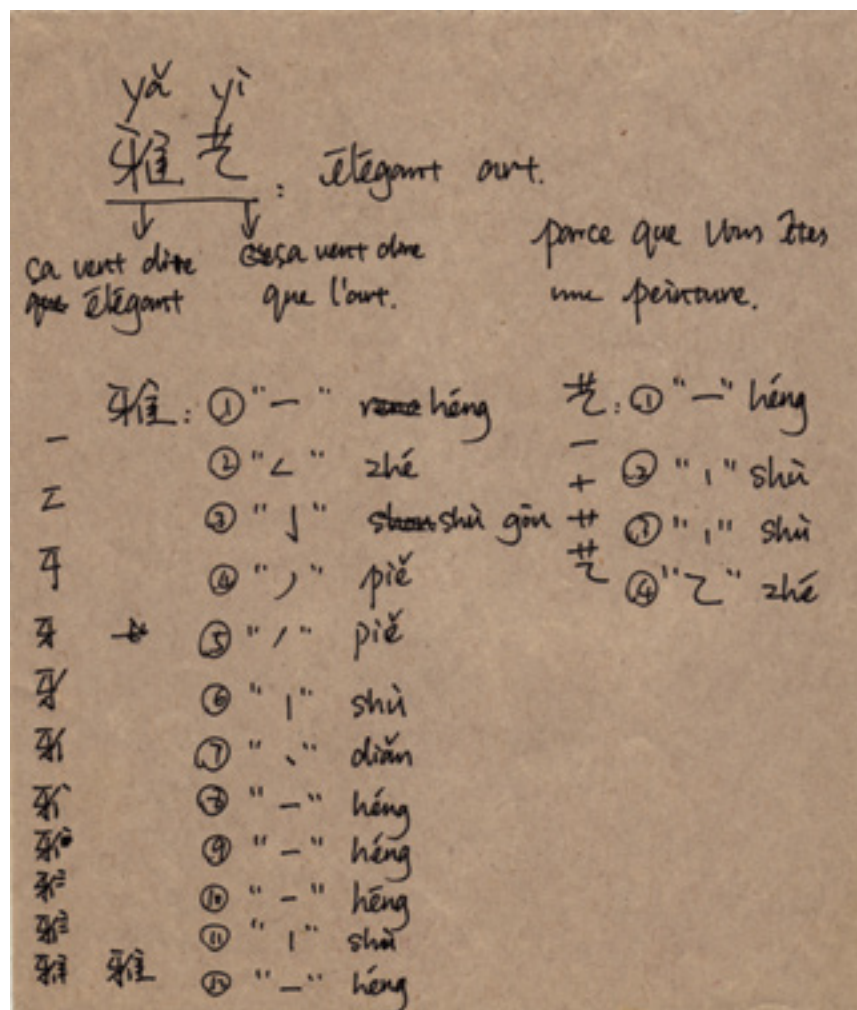 yǎ yì
雅 艺 : élégant art.
ça veut dire que élégant
ça veut dire que l'art.
parce que vous êtes une peinture.
雅: ① "一" héng
② "∠" zhé
③ "亅" shù gōu
④ "丿" piě
⑤ "丿" piě
⑥ "丨" shù
⑦ "丶" diǎn
⑧ "一" héng
⑨ "一" héng
⑩ "一" héng
⑪ "丨" shù
⑫ "一" héng
雅
艺: ① "一" héng
② "丨" shù
③ "丨" shù
④ "乙" zhé